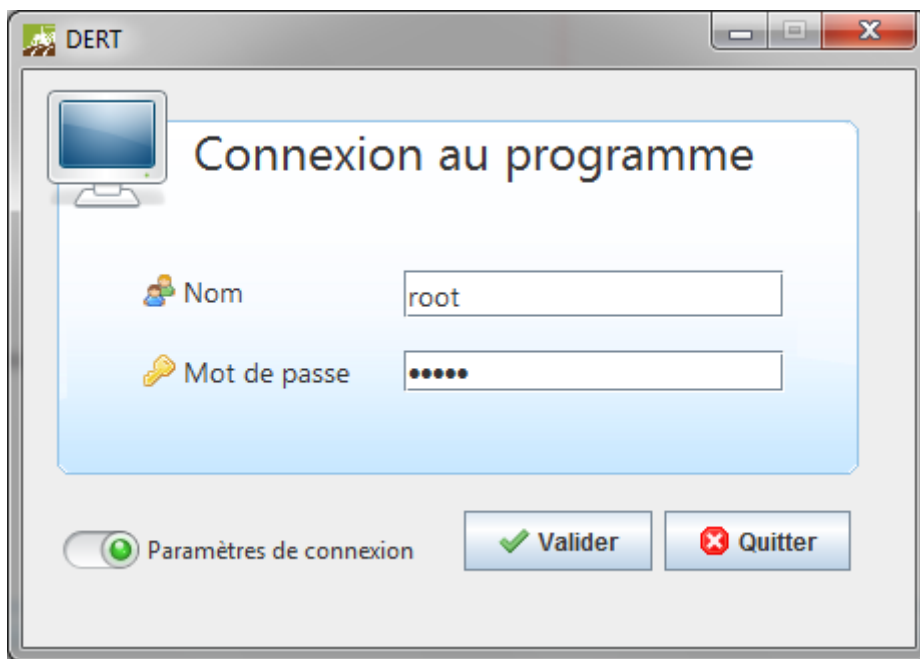 DERT
Connexion au programme
Nom
root
Mot de passe
•••••
Paramètres de connexion
Valider
Quitter